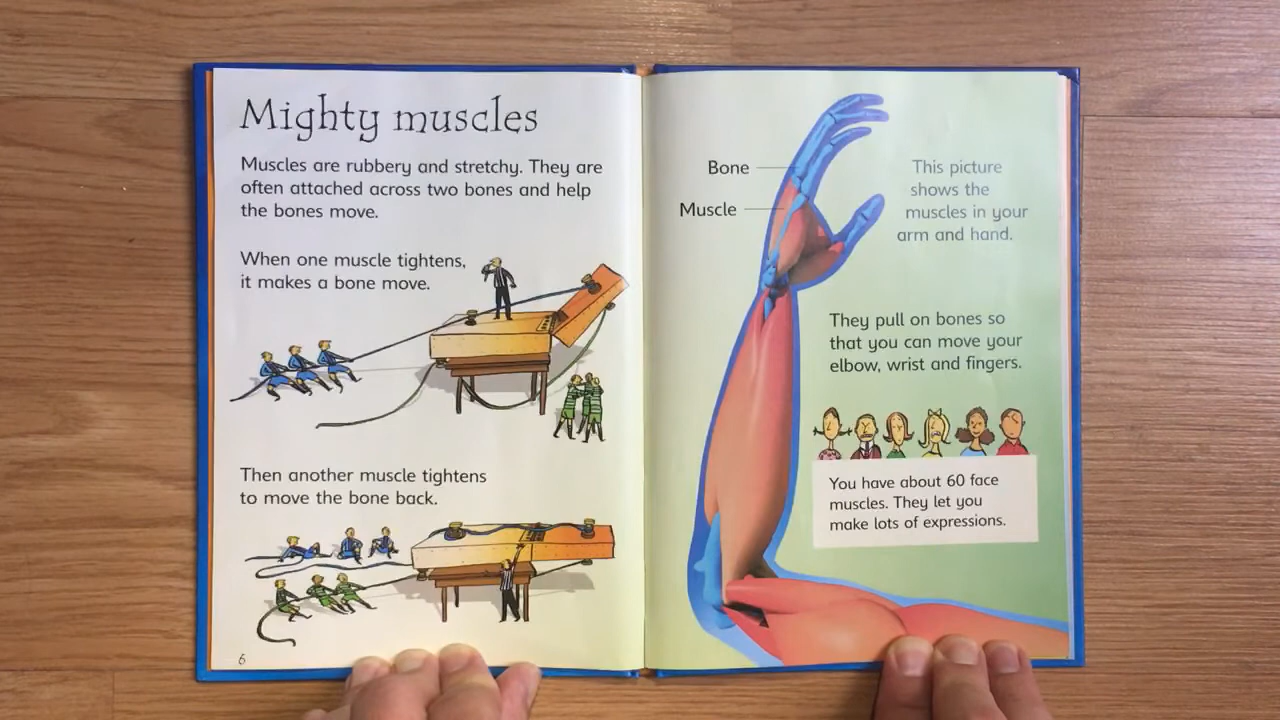 Mighty muscles
Muscles are rubbery and stretchy. They are
often attached across two bones and help
the bones move.
When one muscle tightens,
it makes a bone move.
Then another muscle tightens
to move the bone back.
6
Bone
Muscle
This picture
shows the
muscles in your
arm and hand.
They pull on bones so
that you can move your
elbow, wrist and fingers.
You have about 60 face
muscles. They let you
make lots of expressions.